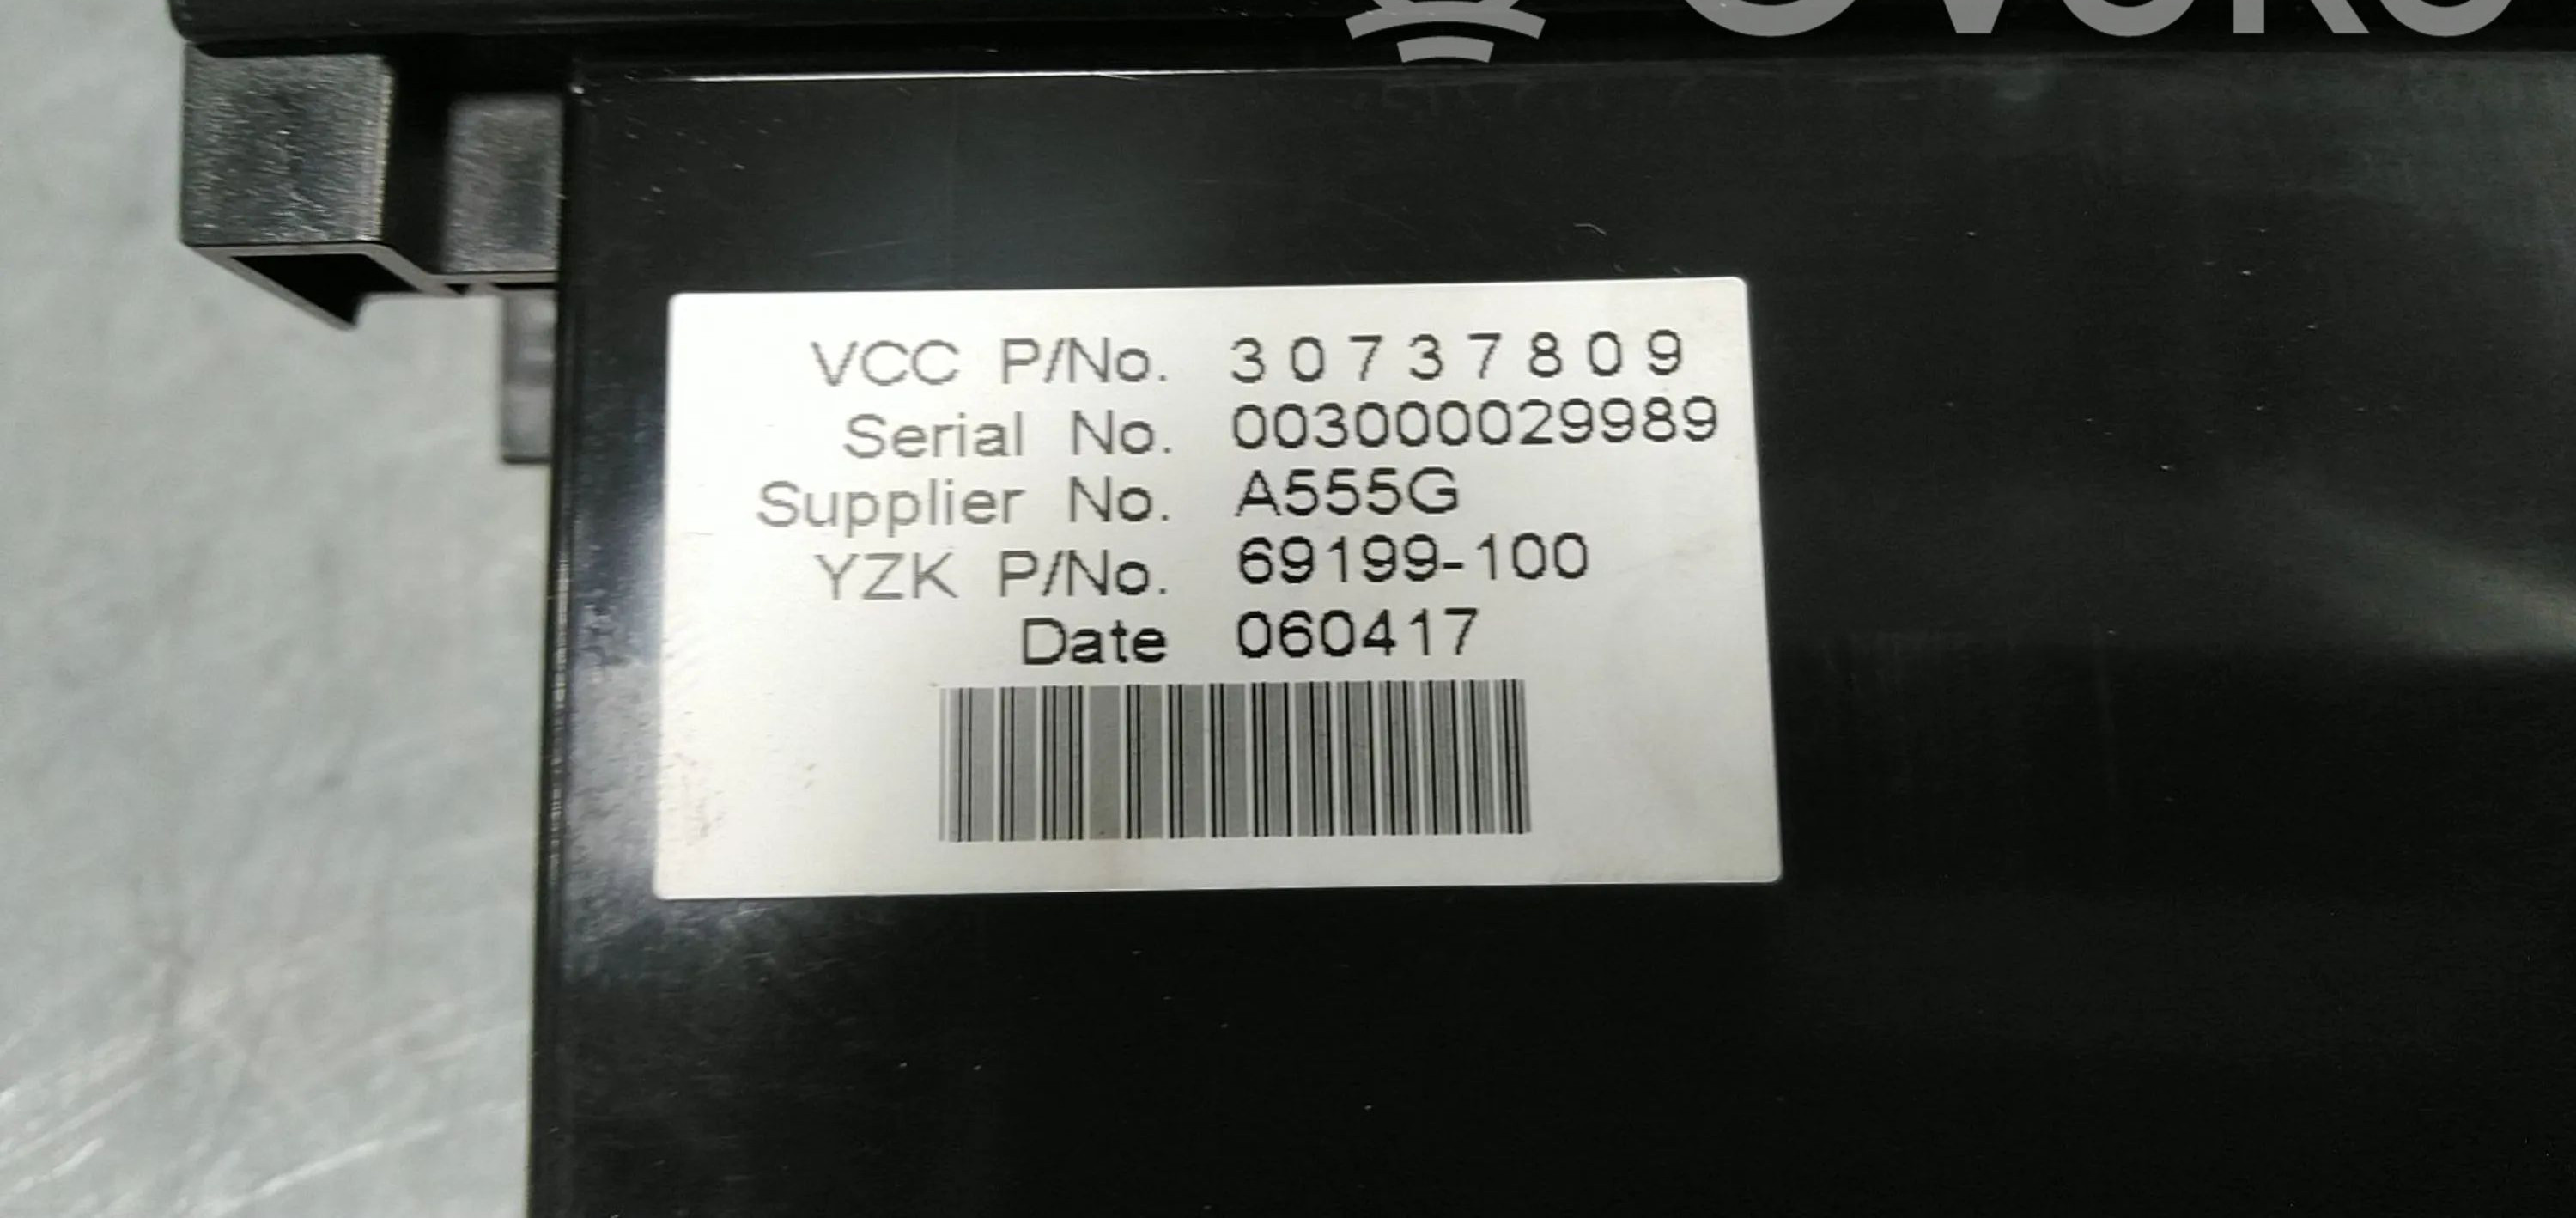 VCC P/No. 30737809
Serial No. 003000029989
Supplier No. A555G
YZK P/No. 69199-100
Date 060417